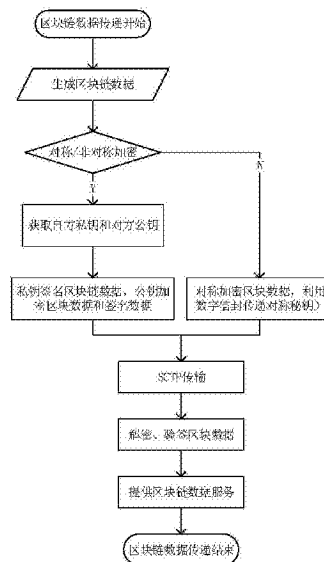 区块链数据传递开始
生成区块链数据
对称/非对称加密
Y
N
获取自方私钥和对方公钥
私钥签名区块链数据，公钥加
密区块数据和签名数据
对称加密区块数据，利用
数字信封传递对称秘钥）
SCTP传输
解密、验签区块数据
提供区块链数据服务
区块链数据传递结束